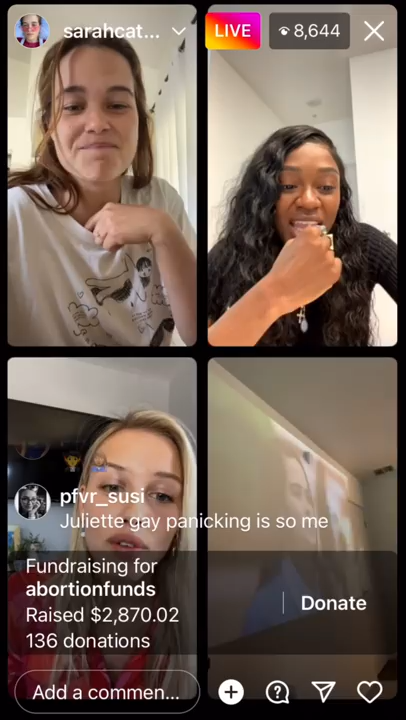 sarahcat...
LIVE
8,644
pfvr_susi
Juliette gay panicking is so me
Fundraising for
abortionfunds
Raised $2,870.02
136 donations
Donate
Add a commen...